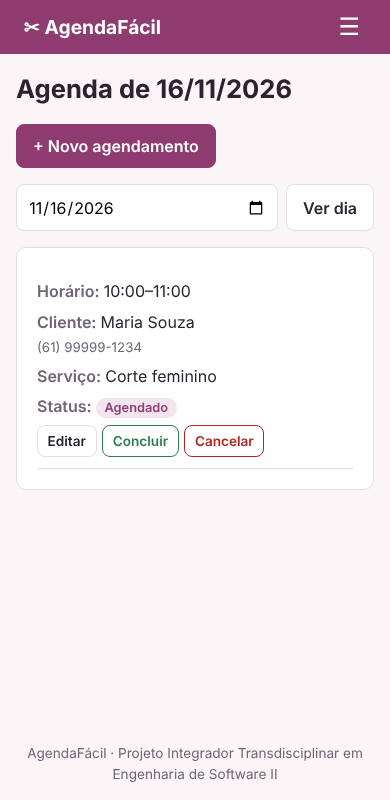 ✂ AgendaFácil ☰
Agenda de 16/11/2026
+ Novo agendamento
11/16/2026
Ver dia
Horário: 10:00–11:00
Cliente: Maria Souza
(61) 99999-1234
Serviço: Corte feminino
Status: Agendado
Editar Concluir Cancelar
AgendaFácil · Projeto Integrador Transdisciplinar em
Engenharia de Software II